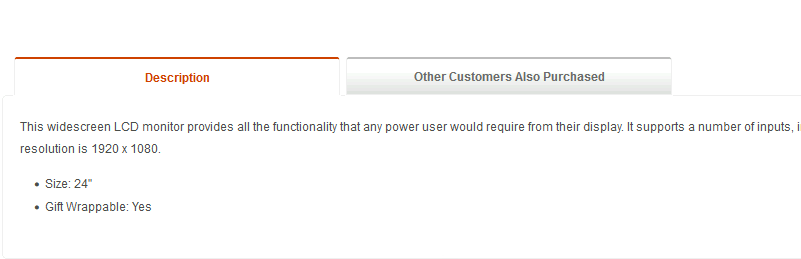 Description
Other Customers Also Purchased
This widescreen LCD monitor provides all the functionality that any power user would require from their display. It supports a number of inputs,
resolution is 1920 x 1080.
Size: 24"
Gift Wrappable: Yes